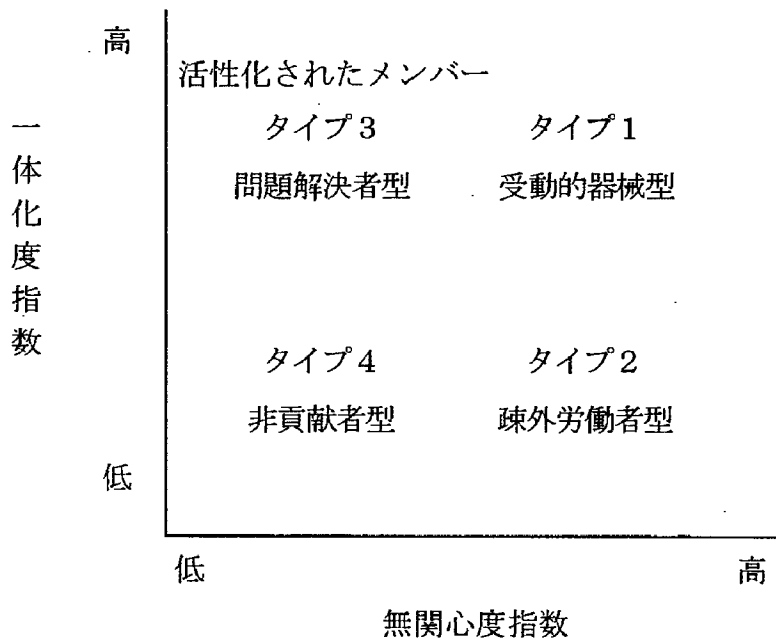 高
活性化されたメンバー
タイプ3 タイプ1
問題解決者型 受動的器械型
一体化度指数
タイプ4 タイプ2
非貢献者型 疎外労働者型
低
低 高
無関心度指数